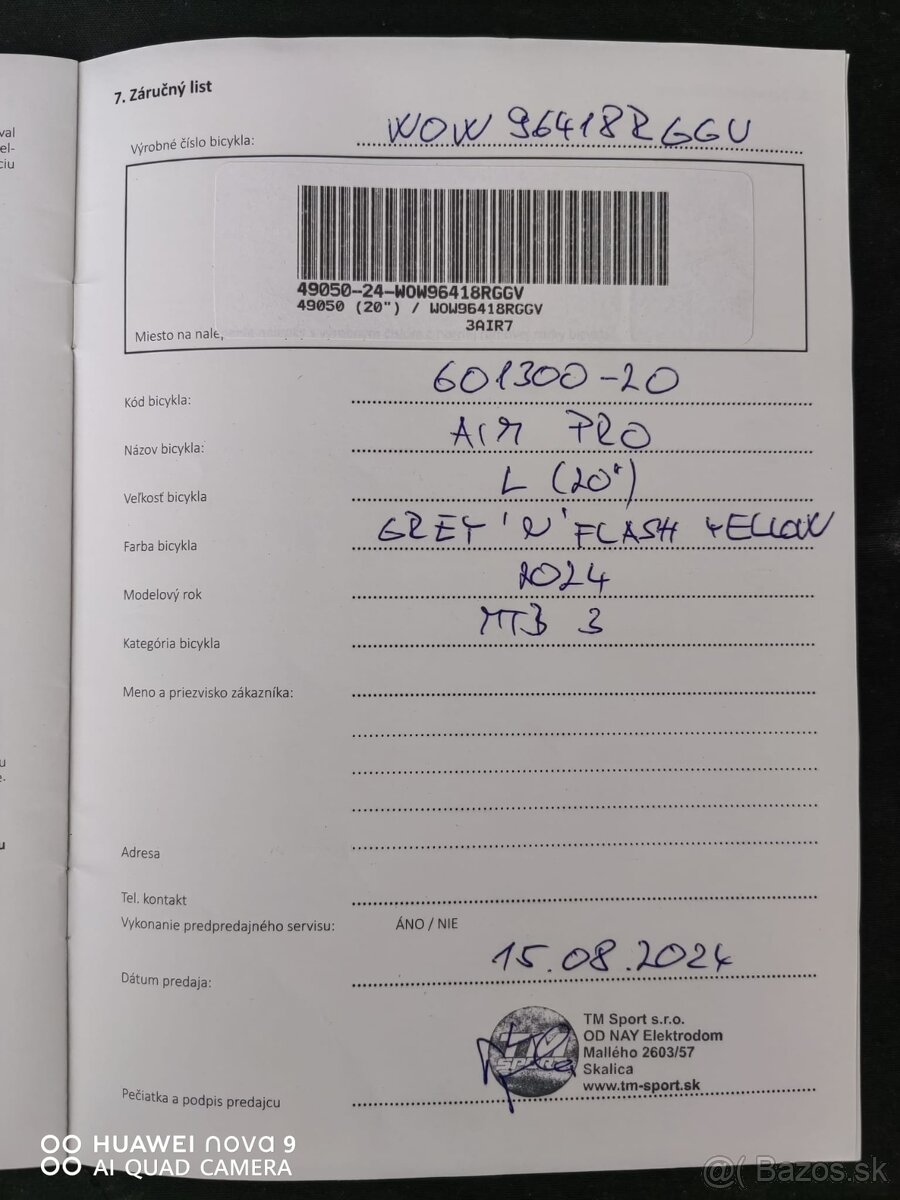 val
el-
ciu
7. Záručný list
Výrobné číslo bicykla: WOW96418RGGV
49050-24-WOW96418RGGV
49050 (20") / WOW96418RGGV
3AIR7
Miesto na nale
Kód bicykla: 601300-20
Názov bicykla: AIR PRO
Veľkosť bicykla L (20")
Farba bicykla GREY 'N' FLASH YELLOW
Modelový rok 2024
Kategória bicykla MTB 3
Meno a priezvisko zákazníka:
u
e.
u
Adresa
Tel. kontakt
Vykonanie predpredajného servisu: ÁNO / NIE
Dátum predaja: 15.08.2024
TM Sport s.r.o.
OD NAY Elektrodom
Mallého 2603/57
Skalica
www.tm-sport.sk
Pečiatka a podpis predajcu
HUAWEI nova 9
AI QUAD CAMERA
@( Bazos.sk